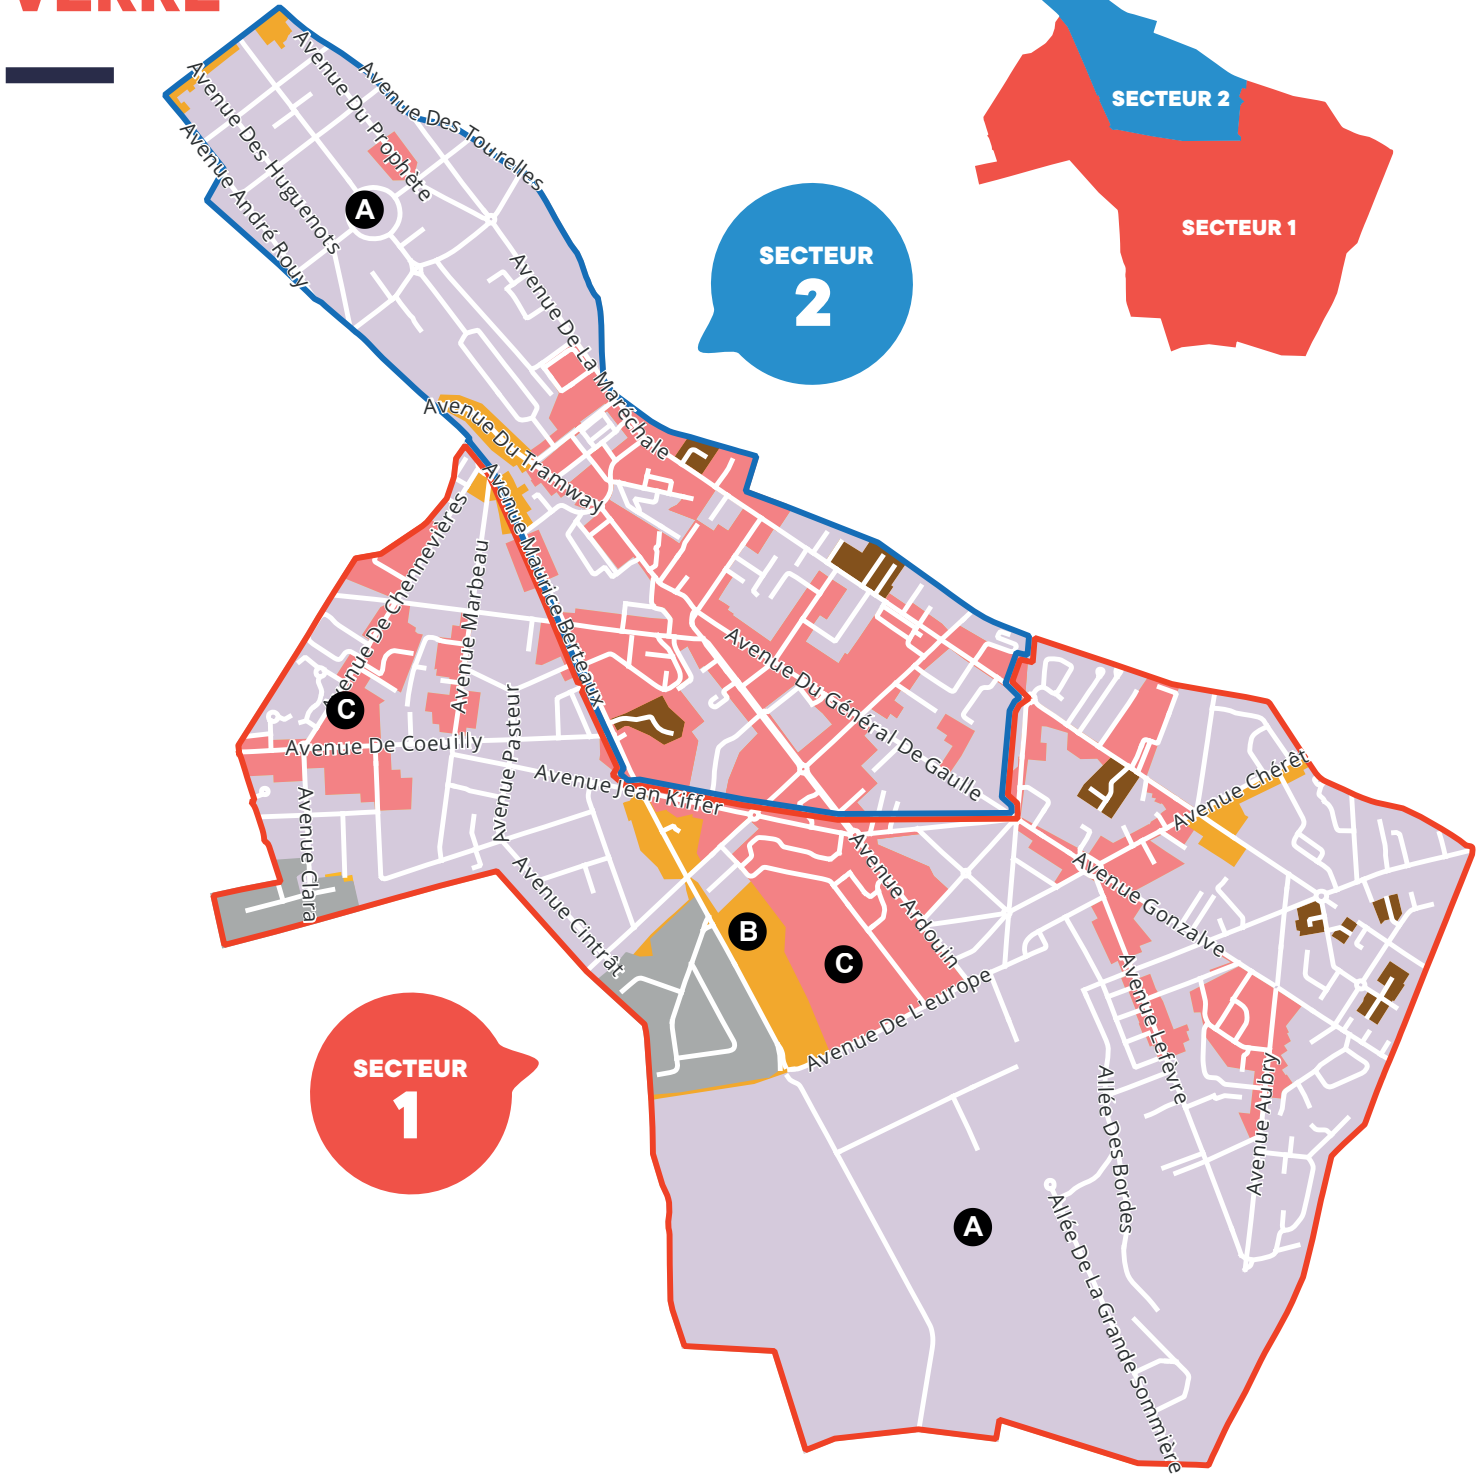 VERRE
SECTEUR 2
SECTEUR 1
SECTEUR
2
SECTEUR
1
Avenue Des Tourelles
Avenue Du Prophète
Avenue Des Huguenots
Avenue André Rouy
A
Avenue De La Maréchale
Avenue Du Tramway
Avenue Maurice Berteaux
Avenue De Chennevières
Avenue Marbeau
C
Avenue De Coeuilly
Avenue Pasteur
Avenue Clara
Avenue Jean Kiffer
Avenue Cintrât
Avenue Du Général De Gaulle
Avenue Chérêt
Avenue Gonzalve
Avenue Ardouin
B
C
Avenue De L'europe
Avenue Lefèvre
Avenue Aubry
Allée Des Bordes
A
Allée De La Grande Sommière